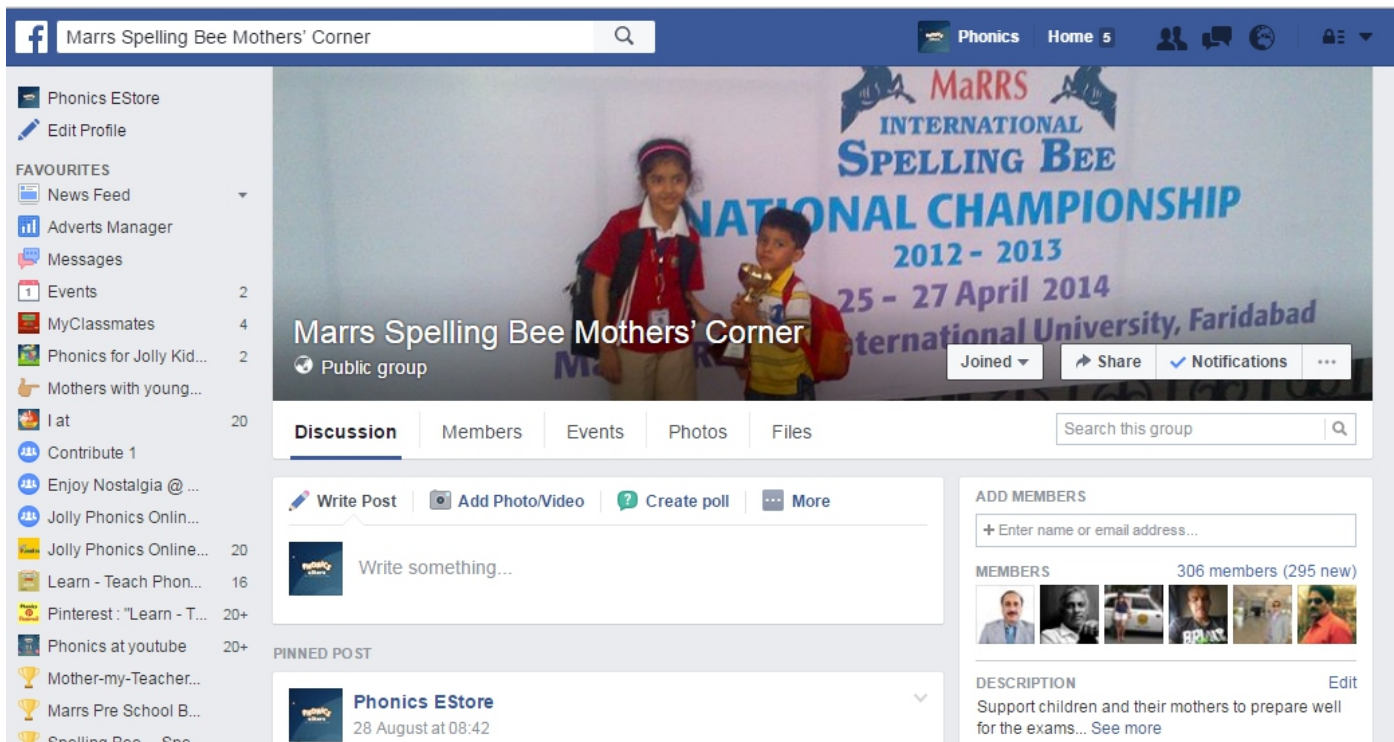 Marrs Spelling Bee Mothers' Corner
Phonics
Home 5
Phonics EStore
Edit Profile
FAVOURITES
News Feed
Adverts Manager
Messages
1 Events 2
MyClassmates 4
Phonics for Jolly Kid... 2
Mothers with young...
I at 20
Contribute 1
Enjoy Nostalgia @ ...
Jolly Phonics Onlin...
Jolly Phonics Online... 20
Learn - Teach Phon... 16
Pinterest : "Learn - T... 20+
Phonics at youtube 20+
Mother-my-Teacher...
Marrs Pre School B...
Spelling Bee
MaRRS
INTERNATIONAL
SPELLING BEE
NATIONAL CHAMPIONSHIP
2012 - 2013
25 - 27 April 2014
International University, Faridabad
Marrs Spelling Bee Mothers' Corner
Public group
Joined
Share
Notifications
Discussion Members Events Photos Files
Search this group
Write Post Add Photo/Video Create poll More
PHONICS
Write something...
PINNED POST
Phonics EStore
28 August at 08:42
ADD MEMBERS
+ Enter name or email address...
MEMBERS 306 members (295 new)
DESCRIPTION Edit
Support children and their mothers to prepare well
for the exams... See more